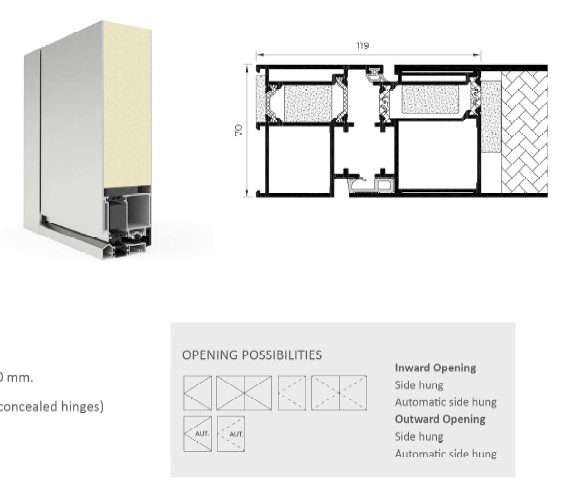 119
70
0 mm.
concealed hinges)
OPENING POSSIBILITIES
AUT.
AUT.
Inward Opening
Side hung
Automatic side hung
Outward Opening
Side hung
Automatic side hung